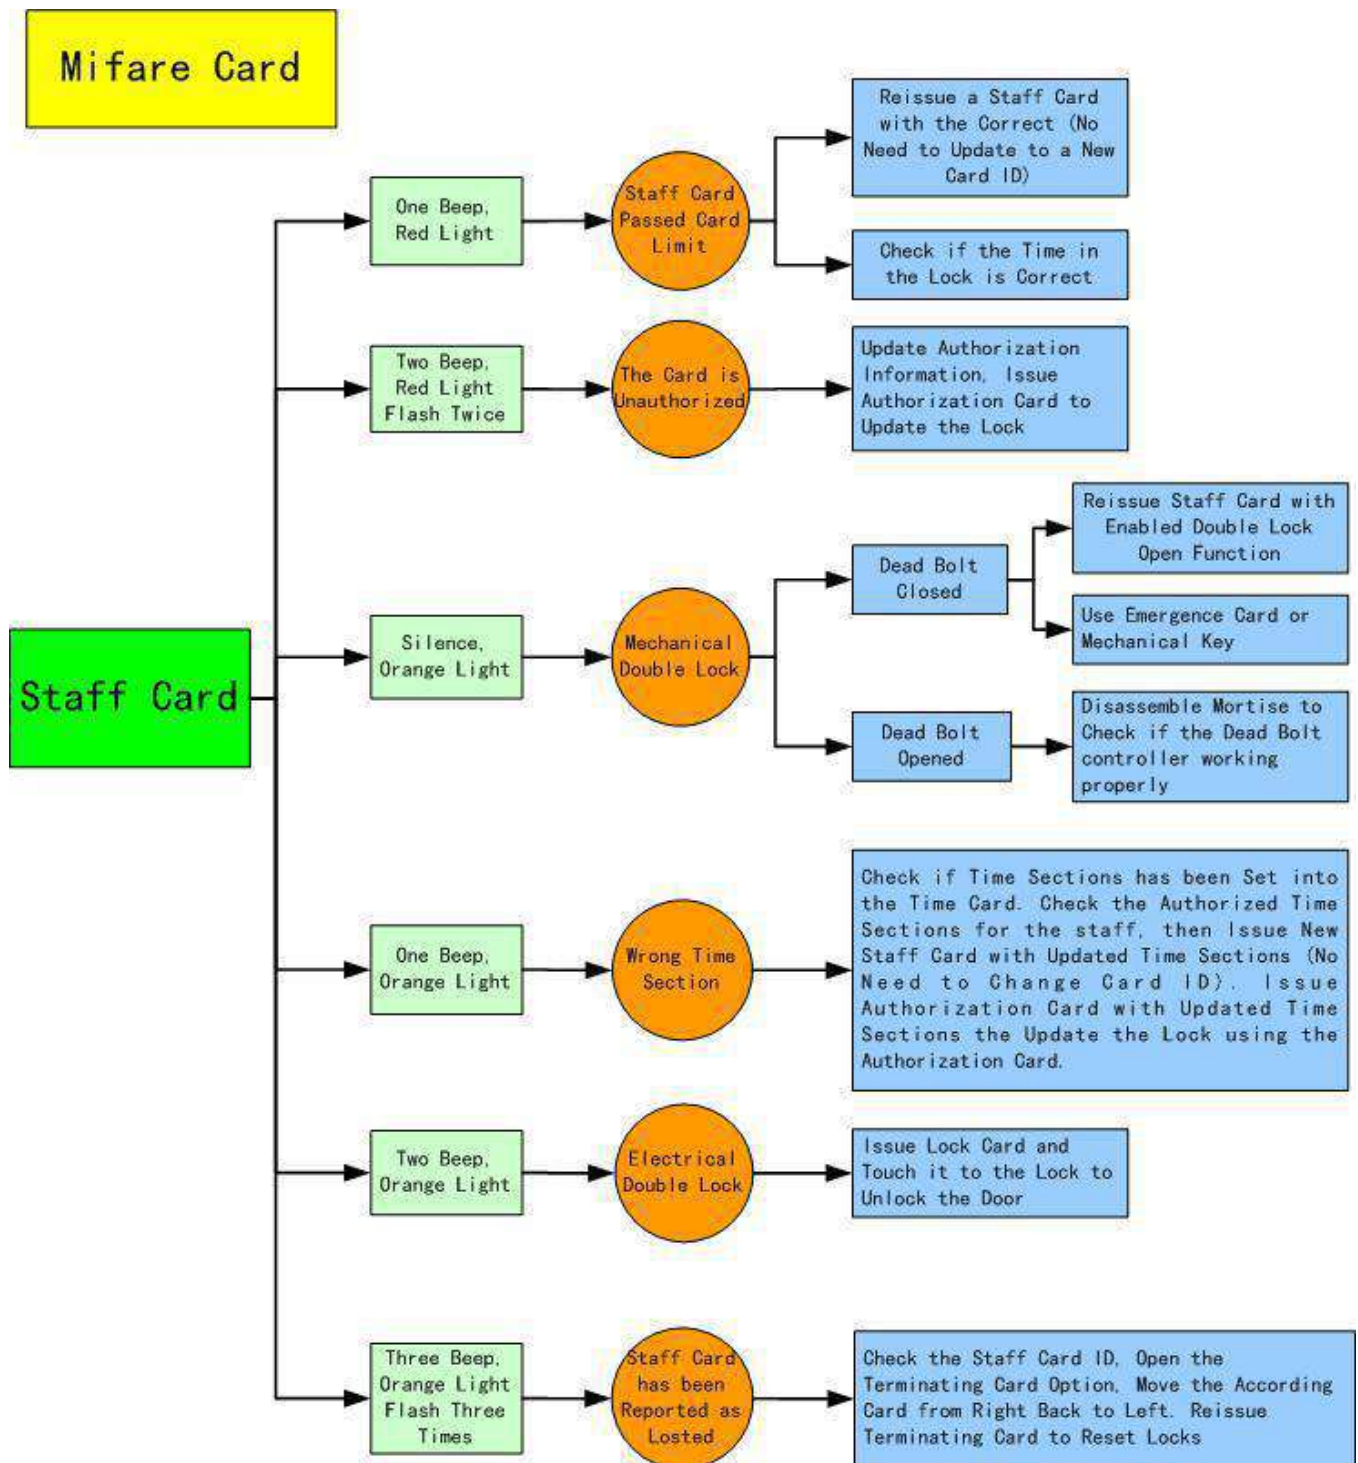 Mifare Card
Staff Card
One Beep,
Red Light
Staff Card
Passed Card
Limit
Reissue a Staff Card
with the Correct (No
Need to Update to a New
Card ID)
Check if the Time in
the Lock is Correct
Two Beep,
Red Light
Flash Twice
The Card is
Unauthorized
Update Authorization
Information, Issue
Authorization Card to
Update the Lock
Silence,
Orange Light
Mechanical
Double Lock
Dead Bolt
Closed
Reissue Staff Card with
Enabled Double Lock
Open Function
Use Emergence Card or
Mechanical Key
Dead Bolt
Opened
Disassemble Mortise to
Check if the Dead Bolt
controller working
properly
One Beep,
Orange Light
Wrong Time
Section
Check if Time Sections has been Set into
the Time Card. Check the Authorized Time
Sections for the staff, then Issue New
Staff Card with Updated Time Sections (No
Need to Change Card ID). Issue
Authorization Card with Updated Time
Sections the Update the Lock using the
Authorization Card.
Two Beep,
Orange Light
Electrical
Double Lock
Issue Lock Card and
Touch it to the Lock to
Unlock the Door
Three Beep,
Orange Light
Flash Three
Times
Staff Card
has been
Reported as
Losted
Check the Staff Card ID, Open the
Terminating Card Option, Move the According
Card from Right Back to Left. Reissue
Terminating Card to Reset Locks